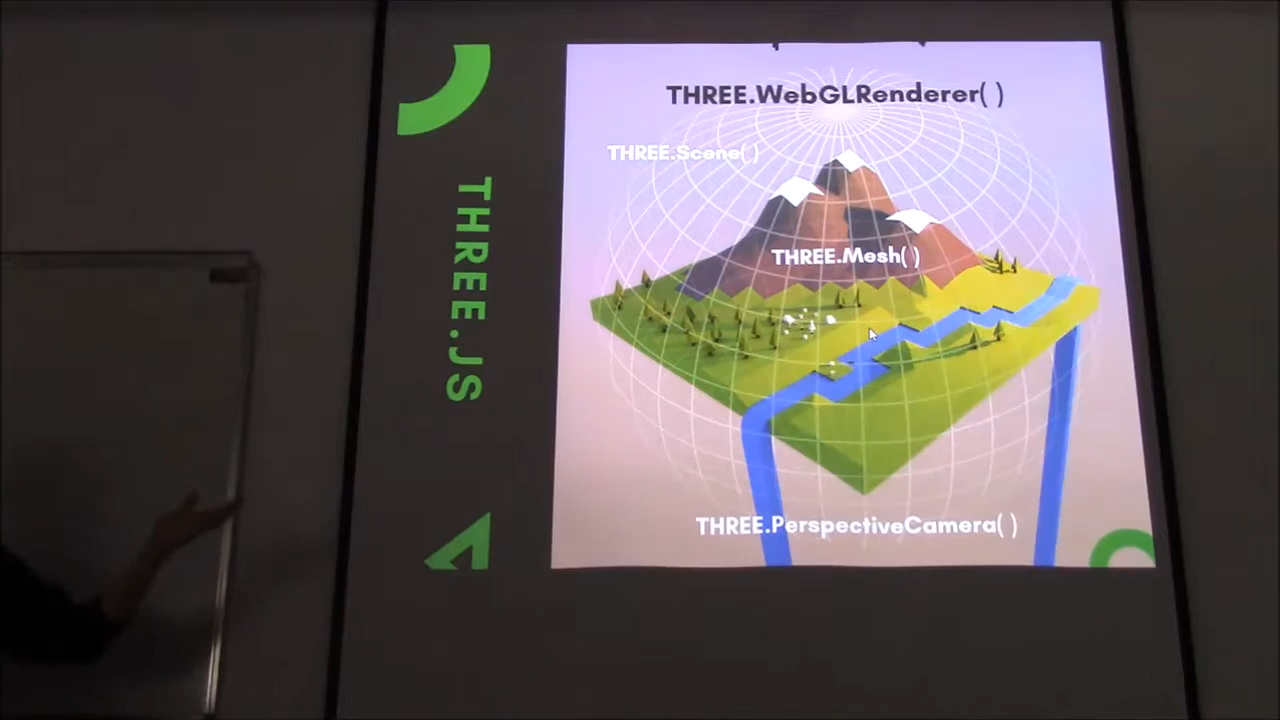 THREE.JS
THREE.WebGLRenderer( )
THREE.Scene( )
THREE.Mesh( )
THREE.PerspectiveCamera( )